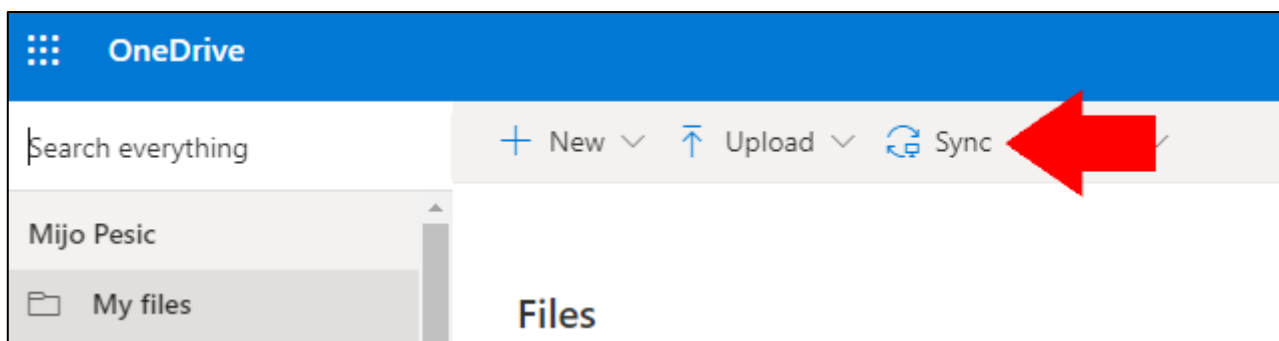 OneDrive
Search everything
New Upload Sync
Mijo Pesic
My files
Files